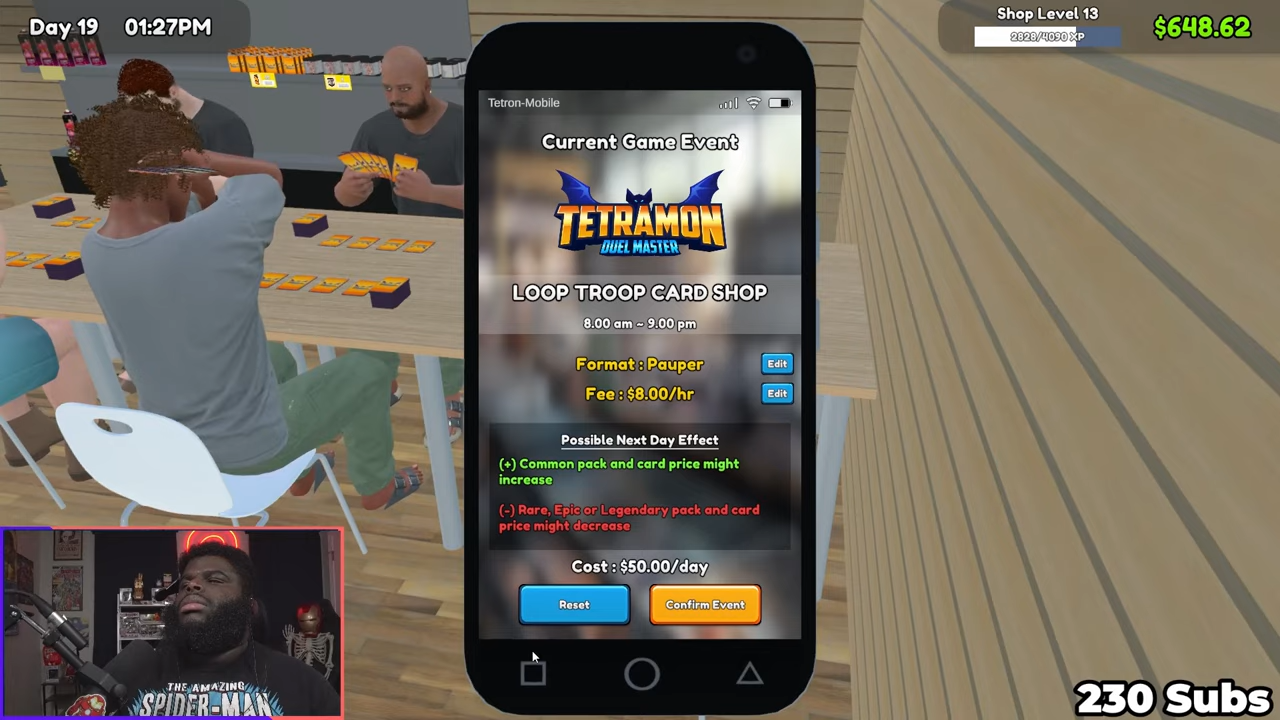 Day 19 01:27PM
Shop Level 13
2828/4090 XP
$648.62
Tetron-Mobile
Current Game Event
TETRAMON
DUEL MASTER
LOOP TROOP CARD SHOP
8.00 am ~ 9.00 pm
Format : Pauper
Edit
Fee : $8.00/hr
Edit
Possible Next Day Effect
(+) Common pack and card price might
increase
(-) Rare, Epic or Legendary pack and card
price might decrease
Cost : $50.00/day
Reset
Confirm Event
THE AMAZING
SPIDER-MAN
230 Subs